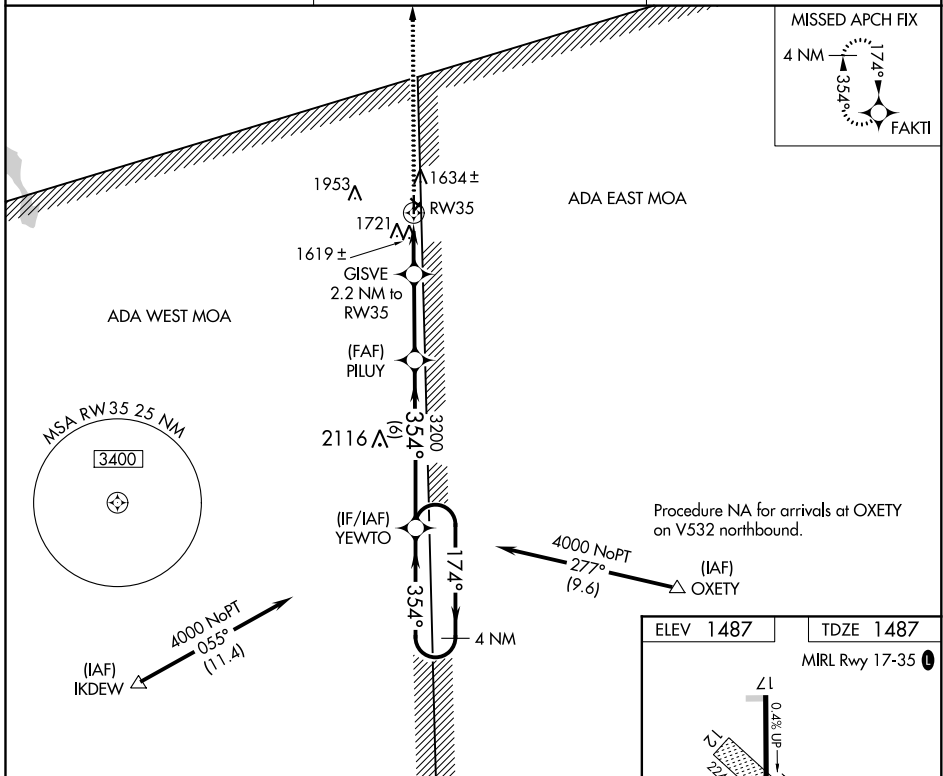 MISSED APCH FIX
4 NM
174°
354°
FAKTI
1953
1634 ±
RW35
ADA EAST MOA
1721
1619 ±
GISVE
2.2 NM to
RW35
ADA WEST MOA
(FAF)
PILUY
MSA RW35 25 NM
3400
2116
354°
(6)
3200
(IF/IAF)
YEWTO
Procedure NA for arrivals at OXETY
on V532 northbound.
4000 NoPT
277°
(9.6)
(IAF)
OXETY
174°
354°
4 NM
4000 NoPT
055°
(11.4)
(IAF)
IKDEW
ELEV 1487
TDZE 1487
MIRL Rwy 17-35 L
17
0.4% UP
12